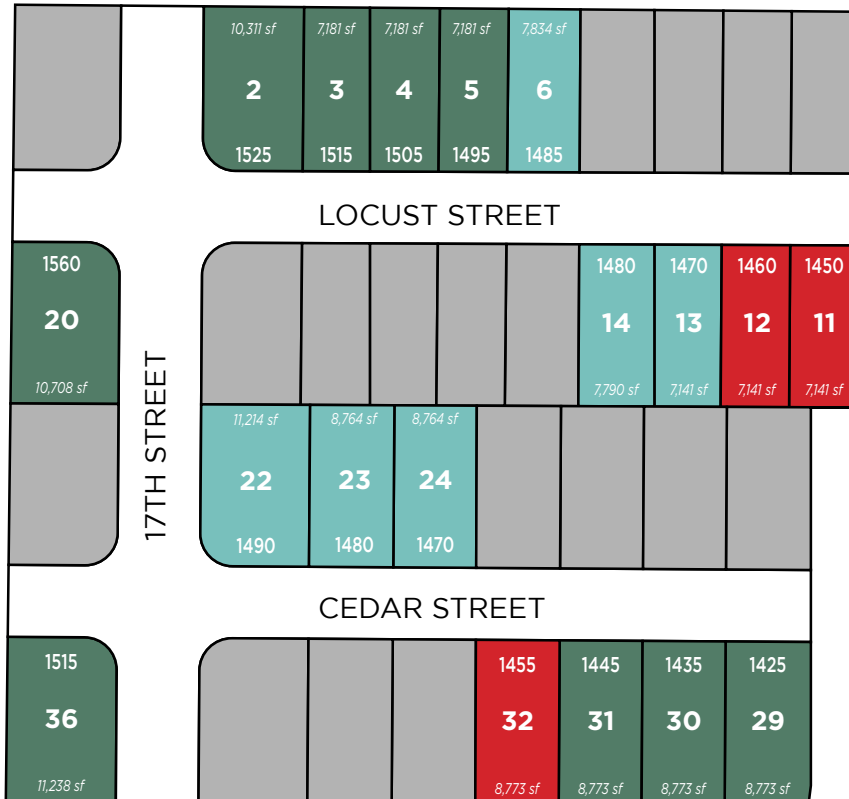 10,311 sf
2
1525
7,181 sf
3
1515
7,181 sf
4
1505
7,181 sf
5
1495
7,834 sf
6
1485
LOCUST STREET
1560
20
10,708 sf
17TH STREET
1480
14
7,790 sf
1470
13
7,141 sf
1460
12
7,141 sf
1450
11
7,141 sf
11,214 sf
22
1490
8,764 sf
23
1480
8,764 sf
24
1470
CEDAR STREET
1515
36
11,238 sf
1455
32
8,773 sf
1445
31
8,773 sf
1435
30
8,773 sf
1425
29
8,773 sf